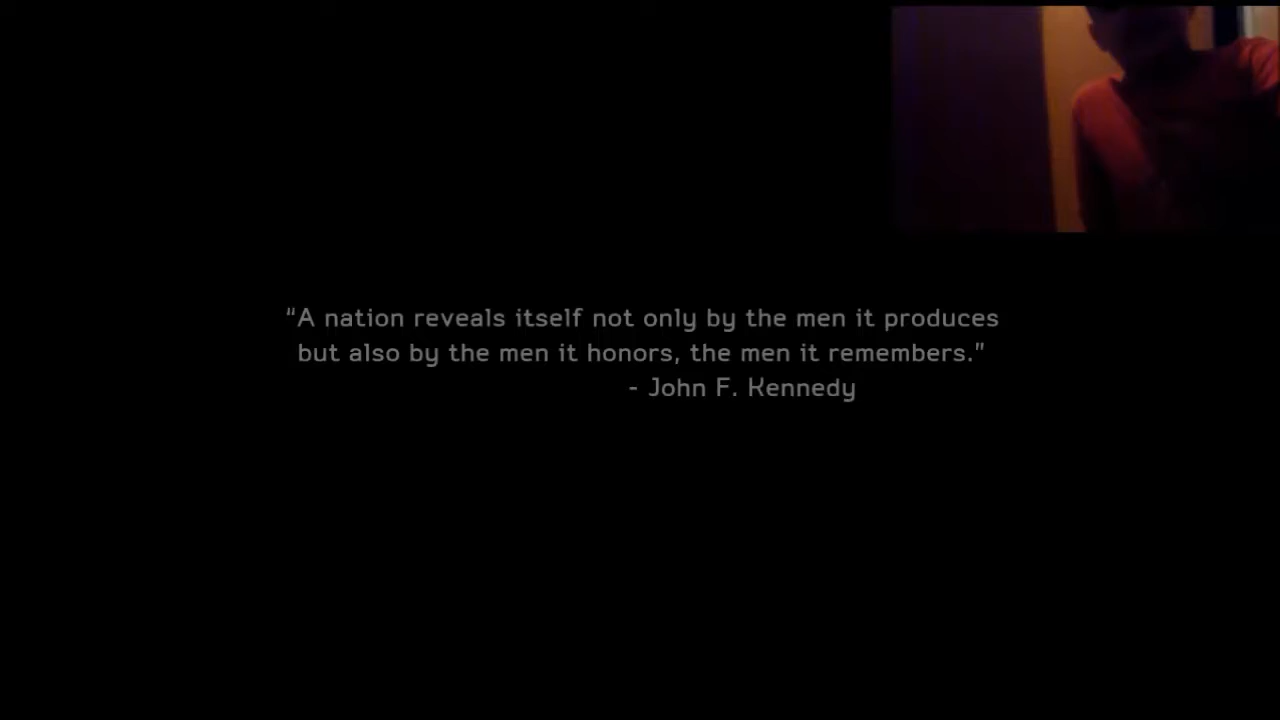 “A nation reveals itself not only by the men it produces
but also by the men it honors, the men it remembers.”
- John F. Kennedy